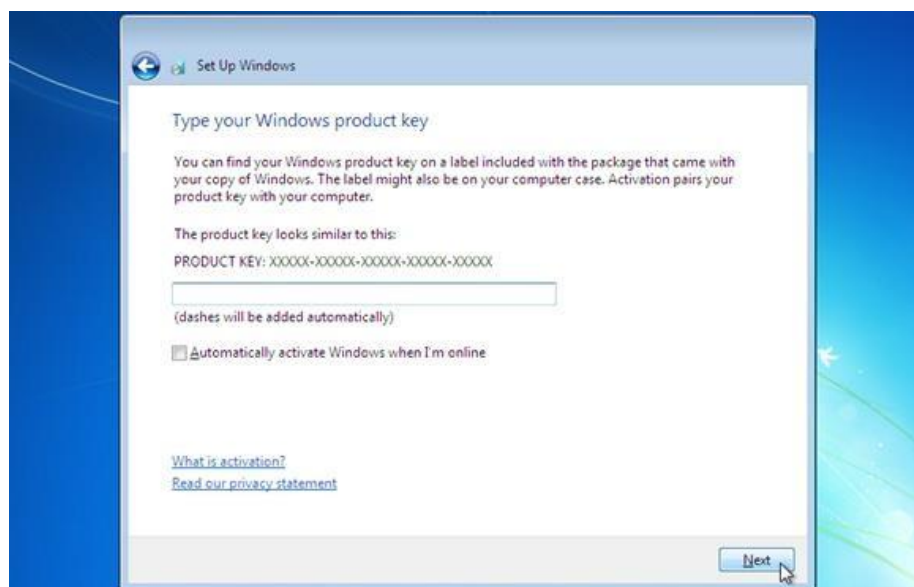 Set Up Windows
Type your Windows product key
You can find your Windows product key on a label included with the package that came with
your copy of Windows. The label might also be on your computer case. Activation pairs your
product key with your computer.
The product key looks similar to this:
PRODUCT KEY: XXXXX-XXXXX-XXXXX-XXXXX-XXXXX
(dashes will be added automatically)
Automatically activate Windows when I'm online
What is activation?
Read our privacy statement
Next